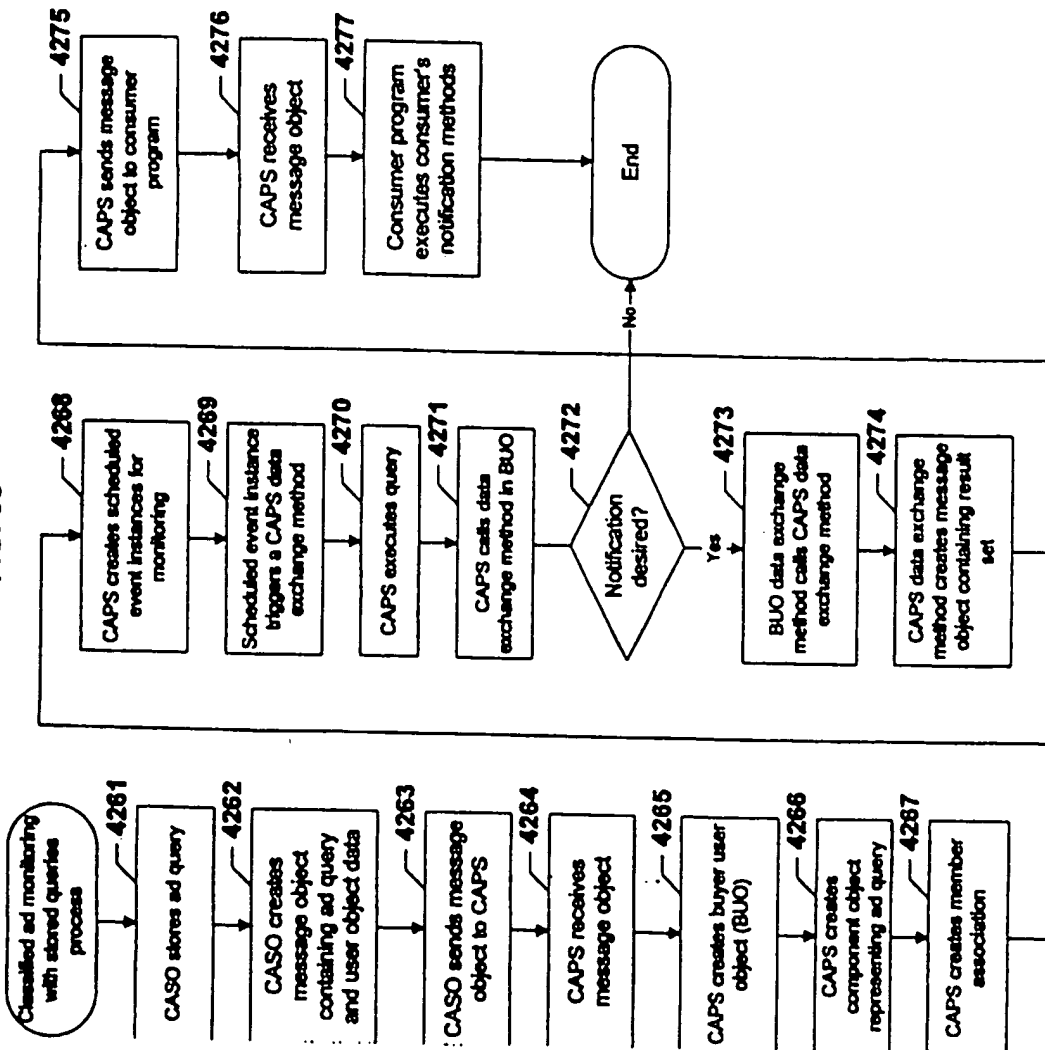 Classified ad monitoring
with stored queries
process
4261
CASO stores ad query
4262
CASO creates
message object
containing ad query
and user object data
4263
CASO sends message
object to CAPS
4264
CAPS receives
message object
4265
CAPS creates buyer user
object (BUO)
4266
CAPS creates
component object
representing ad query
4267
CAPS creates member
association
4268
CAPS creates scheduled
event instances for
monitoring
4269
Scheduled event instance
triggers a CAPS data
exchange method
4270
CAPS executes query
4271
CAPS calls data
exchange method in BUO
4272
Notification
desired?
No
Yes
4273
BUO data exchange
method calls CAPS data
exchange method
4274
CAPS data exchange
method creates message
object containing result
set
4275
CAPS sends message
object to consumer
program
4276
CAPS receives
message object
4277
Consumer program
executes consumer's
notification methods
End